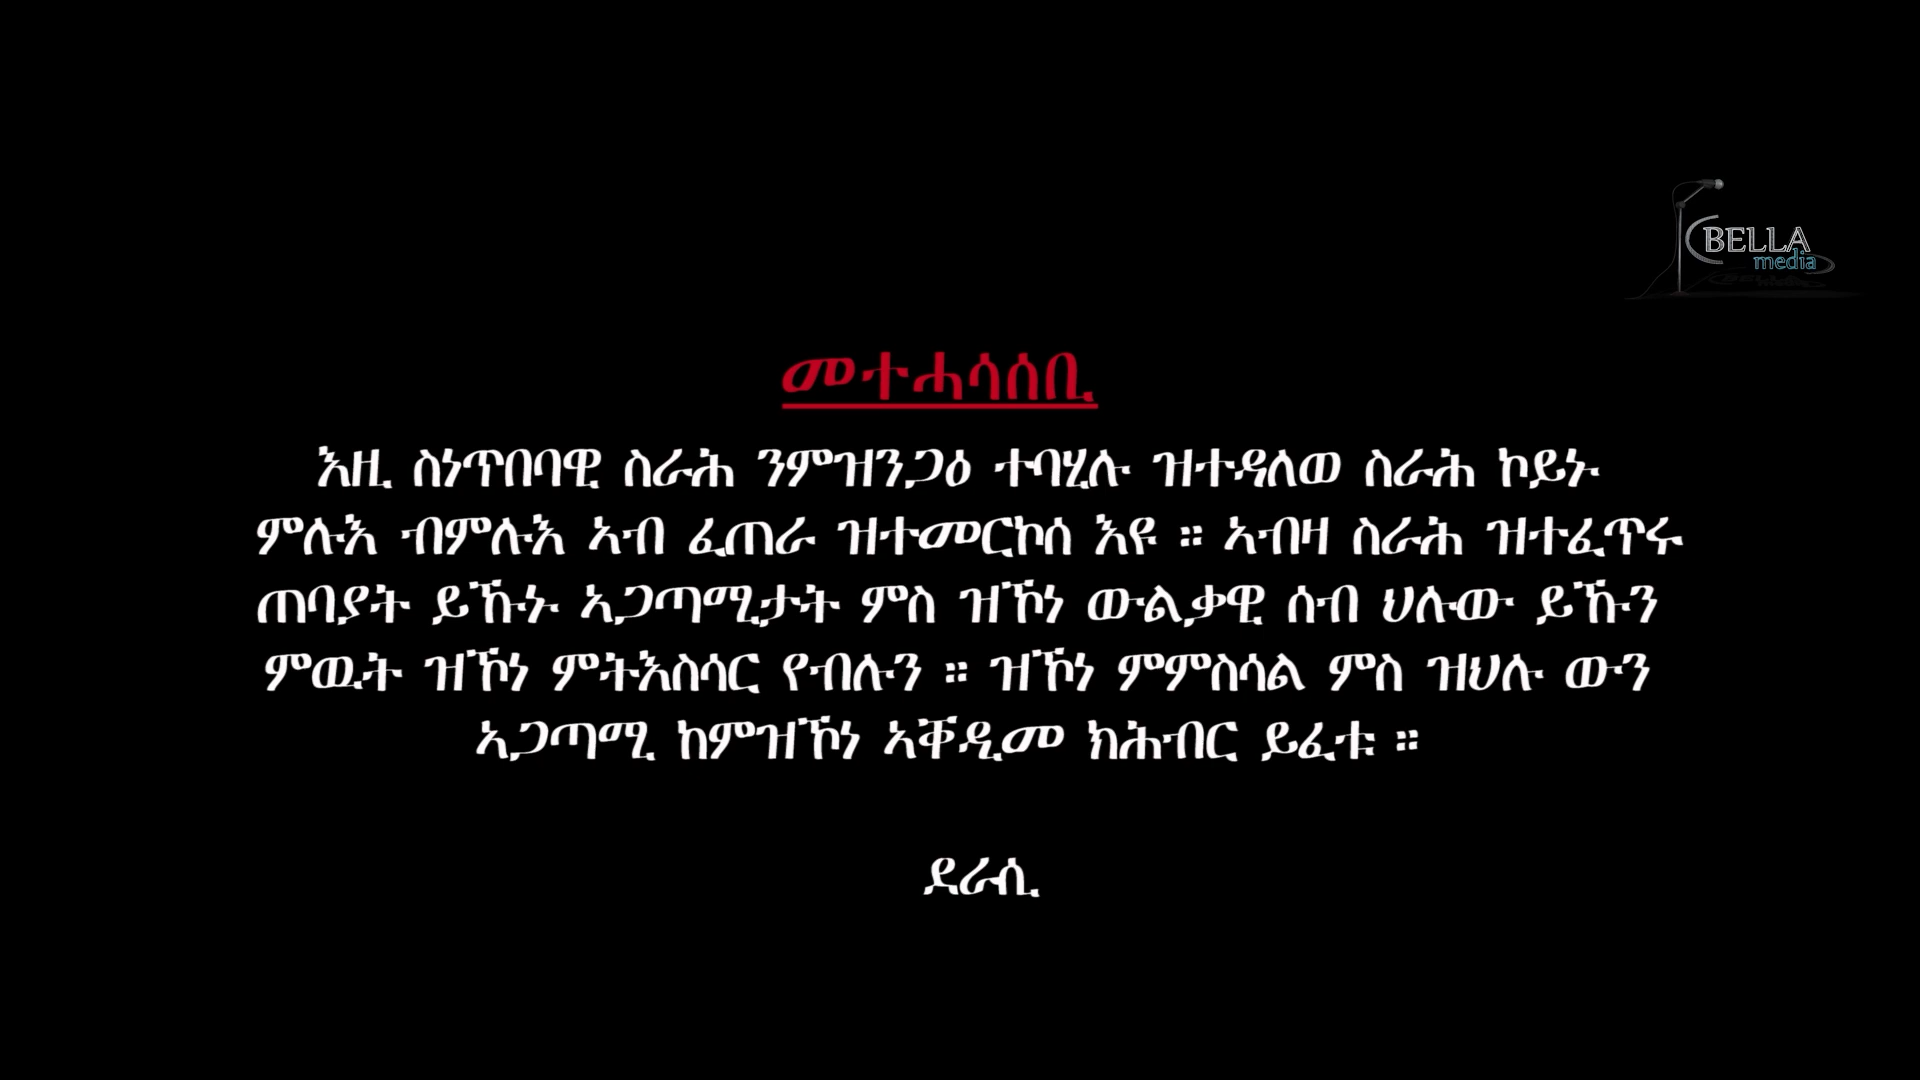 BELLA
media
መተሓሳሰቢ
እዚ ስነጥበባዊ ስራሕ ንምዝንጋዕ ተባሂሉ ዝተዳለወ ስራሕ ኮይኑ
ምሉእ ብምሉእ ኣብ ፈጠራ ዝተመርኮሰ እዩ ። ኣብዛ ስራሕ ዝተፈጥሩ
ጠባያት ይኹኑ ኣጋጣሚታት ምስ ዝኾነ ውልቃዊ ሰብ ህሉው ይኹን
ምዉት ዝኾነ ምትእስሳር የብሉን ። ዝኾነ ምምስሳል ምስ ዝህሉ ውን
ኣጋጣሚ ከምዝኾነ ኣቐዲመ ክሕብር ይፈቱ ።
ደራሲ